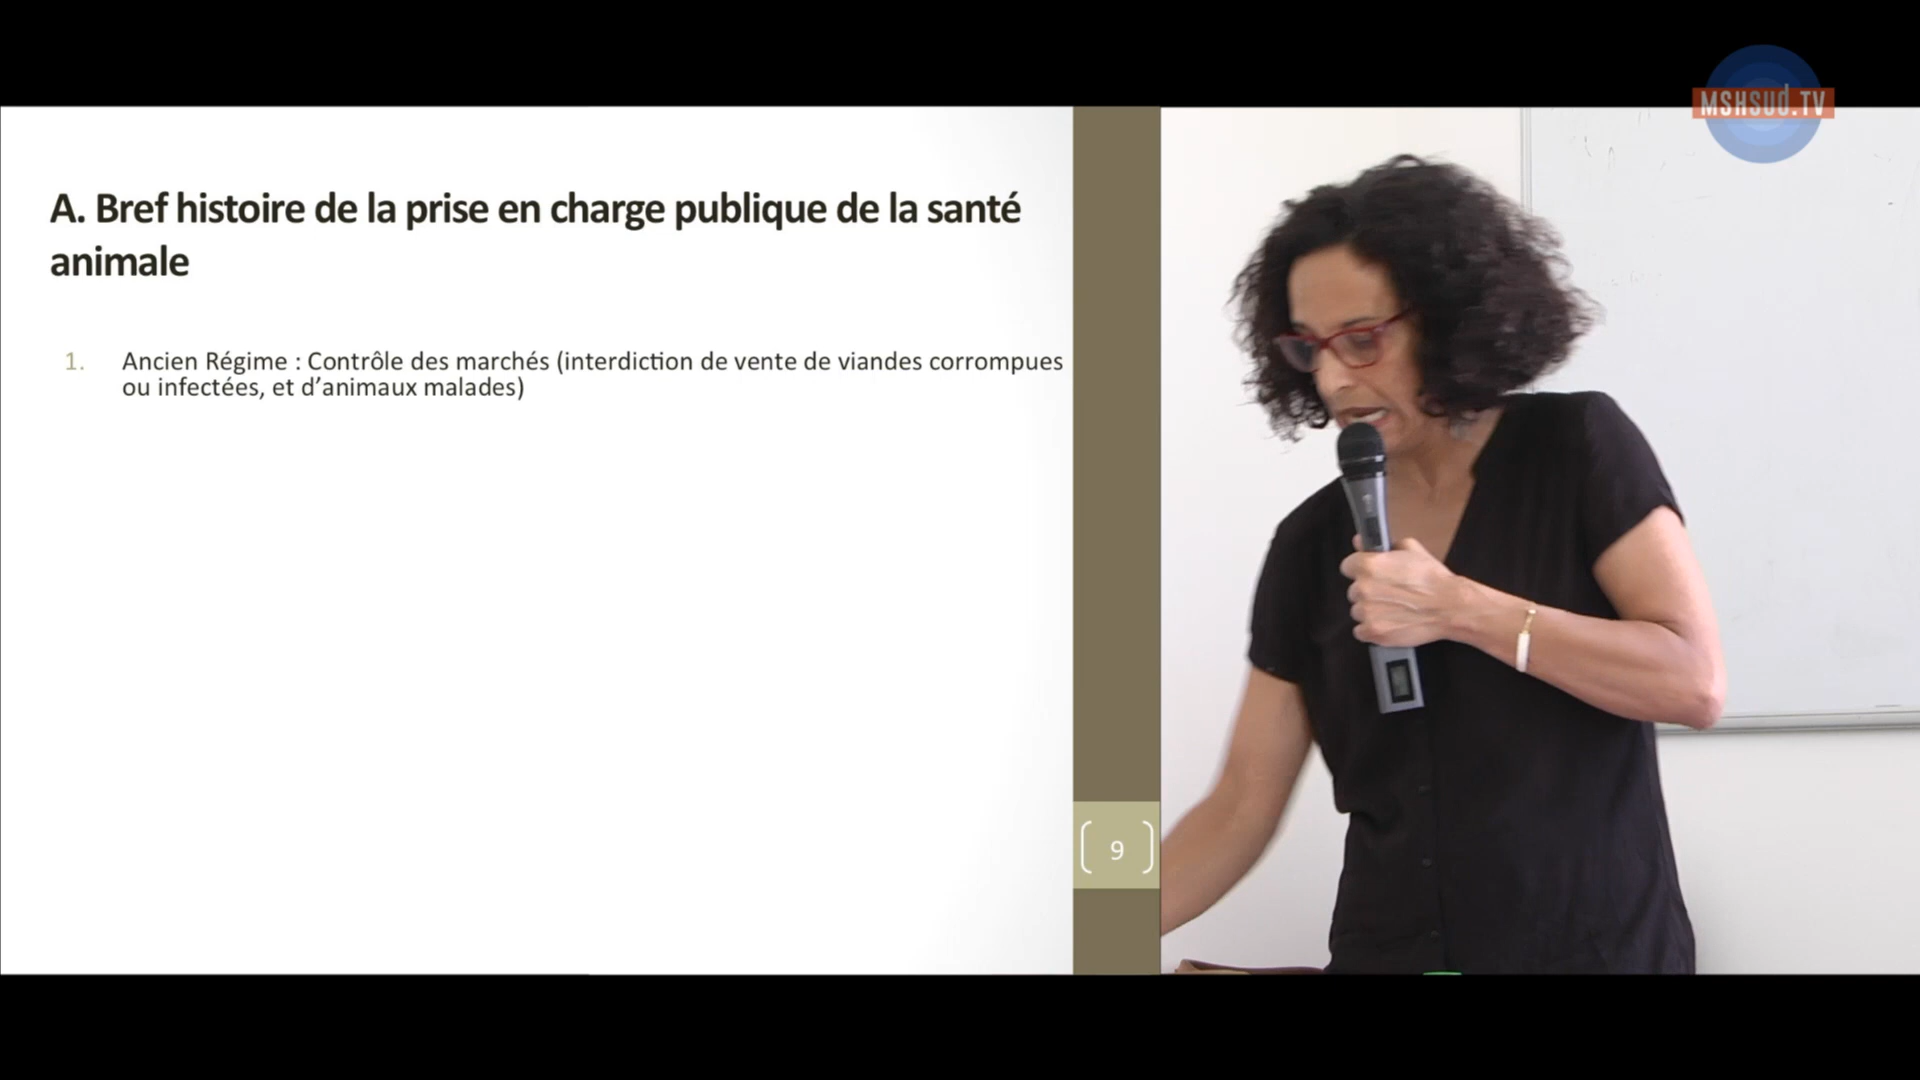 MSHSUD.TV
A. Bref histoire de la prise en charge publique de la santé
animale
1. Ancien Régime : Contrôle des marchés (interdiction de vente de viandes corrompues
ou infectées, et d’animaux malades)
9